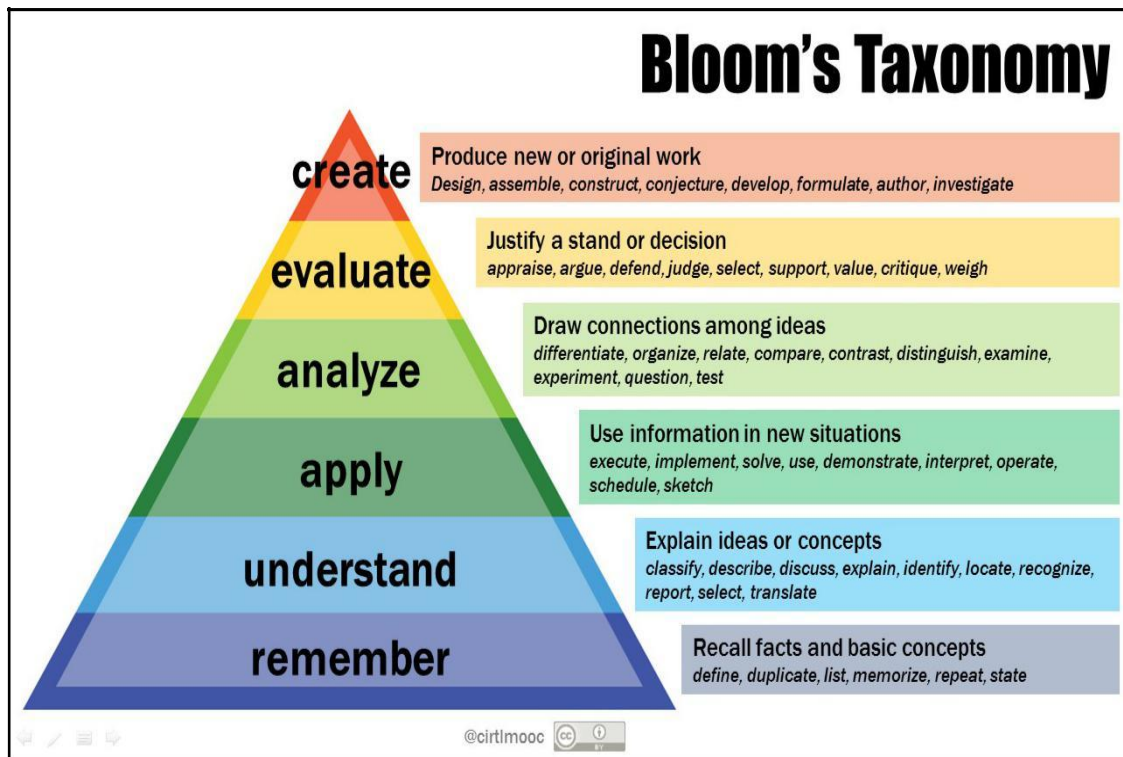 Bloom's Taxonomy
create
Produce new or original work
Design, assemble, construct, conjecture, develop, formulate, author, investigate
evaluate
Justify a stand or decision
appraise, argue, defend, judge, select, support, value, critique, weigh
analyze
Draw connections among ideas
differentiate, organize, relate, compare, contrast, distinguish, examine,
experiment, question, test
apply
Use information in new situations
execute, implement, solve, use, demonstrate, interpret, operate,
schedule, sketch
understand
Explain ideas or concepts
classify, describe, discuss, explain, identify, locate, recognize,
report, select, translate
remember
Recall facts and basic concepts
define, duplicate, list, memorize, repeat, state
@cirtlmooc cc BY